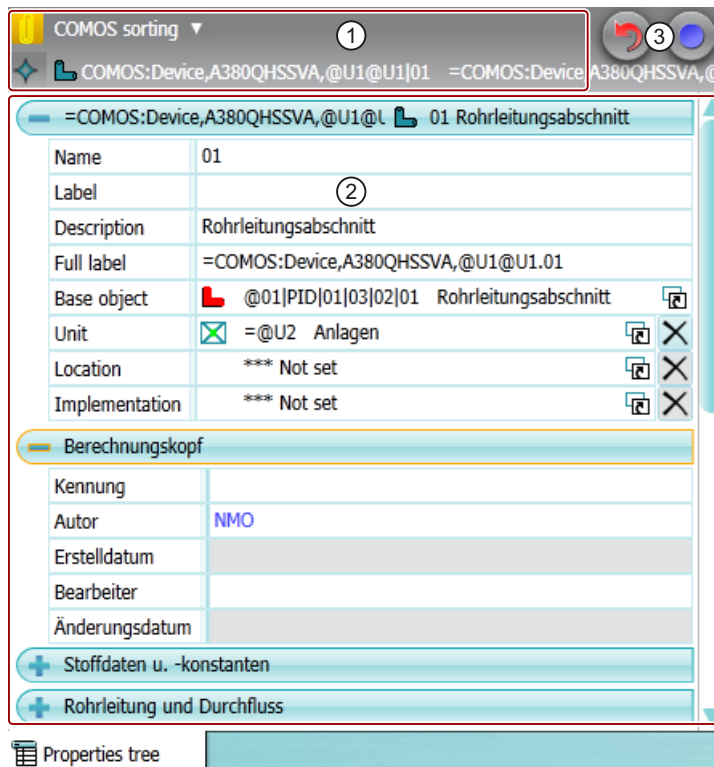 COMOS sorting ▼
1
3
COMOS:Device,A380QHSSVA,@U1@U1|01 =COMOS:Device,A380QHSSVA,@
=COMOS:Device,A380QHSSVA,@U1@U 01 Rohrleitungsabschnitt
Name 01
Label
2
Description Rohrleitungsabschnitt
Full label =COMOS:Device,A380QHSSVA,@U1@U1.01
Base object @01|PID|01|03|02|01 Rohrleitungsabschnitt
Unit =@U2 Anlagen
Location *** Not set
Implementation *** Not set
Berechnungskopf
Kennung
Autor NMO
Erstelldatum
Bearbeiter
Änderungsdatum
Stoffdaten u. -konstanten
Rohrleitung und Durchfluss
Properties tree